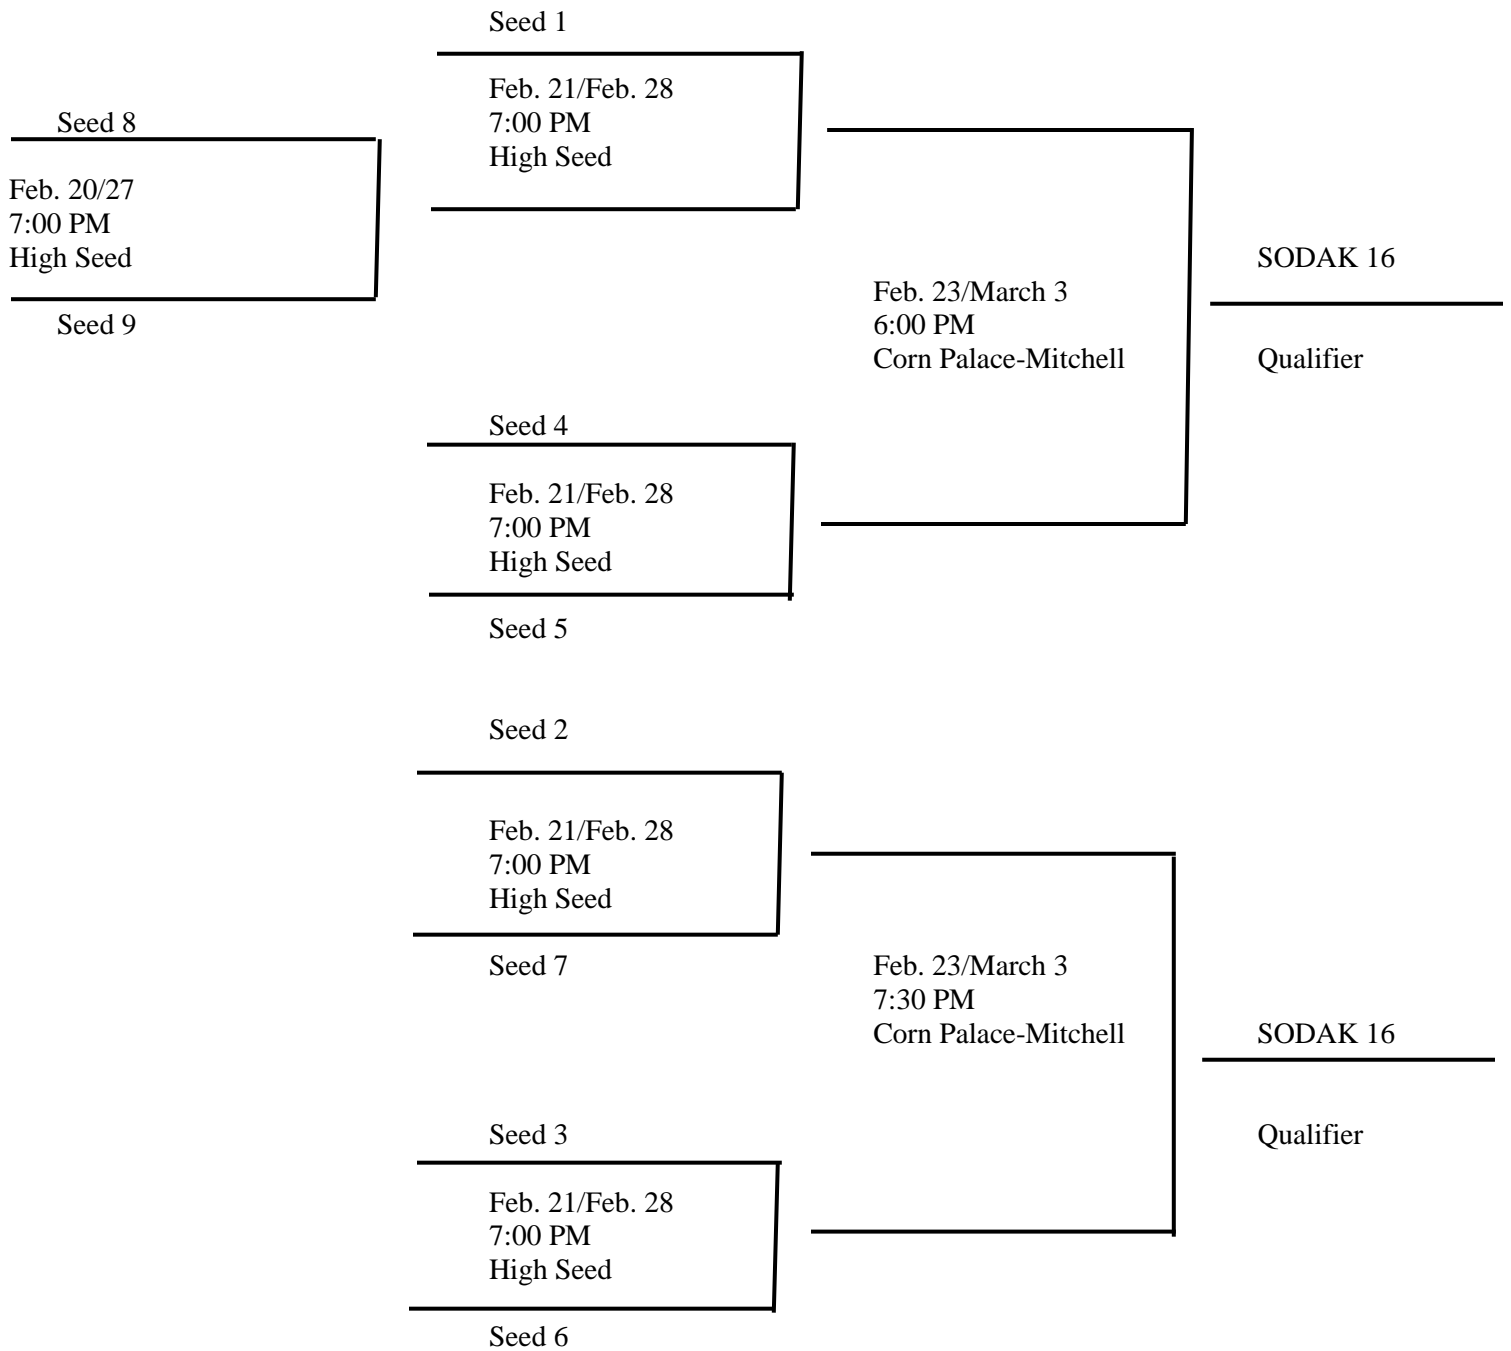 Seed 1
Feb. 21/Feb. 28
7:00 PM
High Seed
Seed 8
Feb. 20/27
7:00 PM
High Seed
Seed 9
SODAK 16
Feb. 23/March 3
6:00 PM
Corn Palace-Mitchell
Qualifier
Seed 4
Feb. 21/Feb. 28
7:00 PM
High Seed
Seed 5
Seed 2
Feb. 21/Feb. 28
7:00 PM
High Seed
Seed 7
Feb. 23/March 3
7:30 PM
Corn Palace-Mitchell
SODAK 16
Qualifier
Seed 3
Feb. 21/Feb. 28
7:00 PM
High Seed
Seed 6